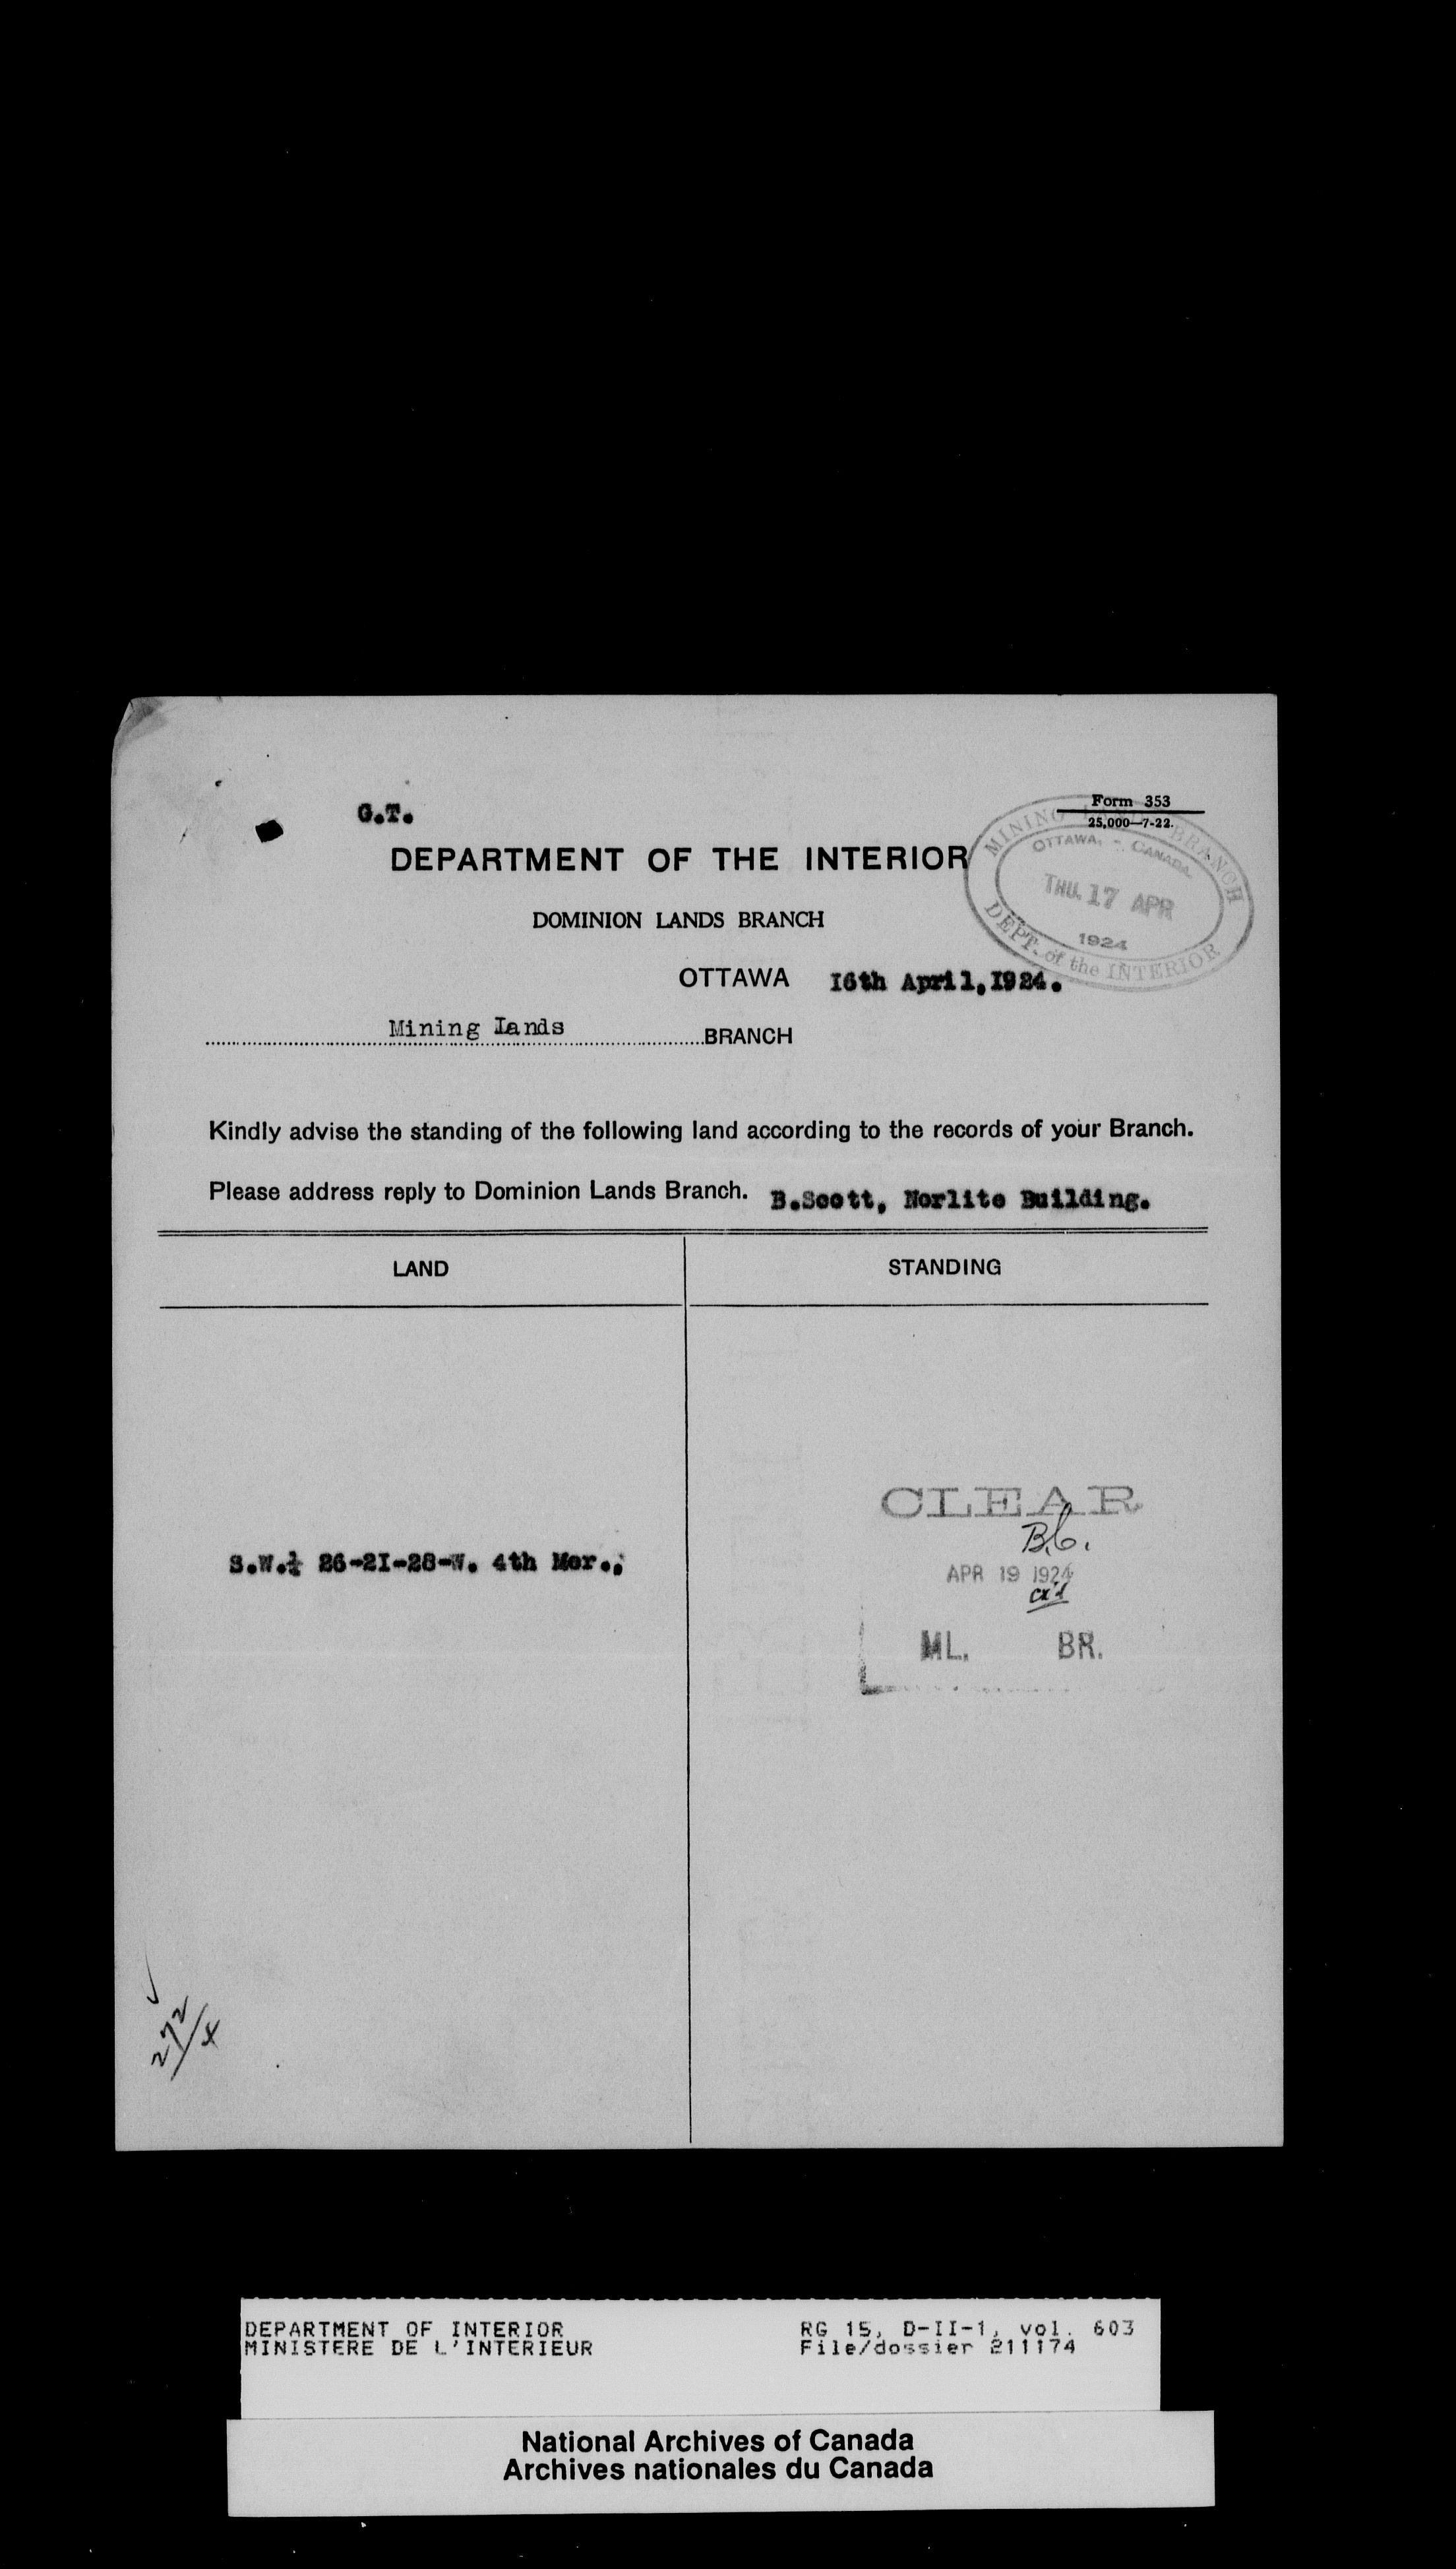 G.T.
Form 353
25,000—7-22.
DEPARTMENT OF THE INTERIOR
MINING BRANCH
OTTAWA, - CANADA.
THU. 17 APR
1924
DEPT. of the INTERIOR
DOMINION LANDS BRANCH
OTTAWA 16th April, 1924.
Mining Lands BRANCH
Kindly advise the standing of the following land according to the records of your Branch.
Please address reply to Dominion Lands Branch. B.Scott, Norlite Building.
LAND
STANDING
CLEAR
S.W.¼ 26-2I-28-W. 4th Mer.,
APR 19 1924
ML. BR.
272/4
DEPARTMENT OF INTERIOR
MINISTERE DE L'INTERIEUR
RG 15, D-II-1, vol. 603
File/dossier 211174
National Archives of Canada
Archives nationales du Canada